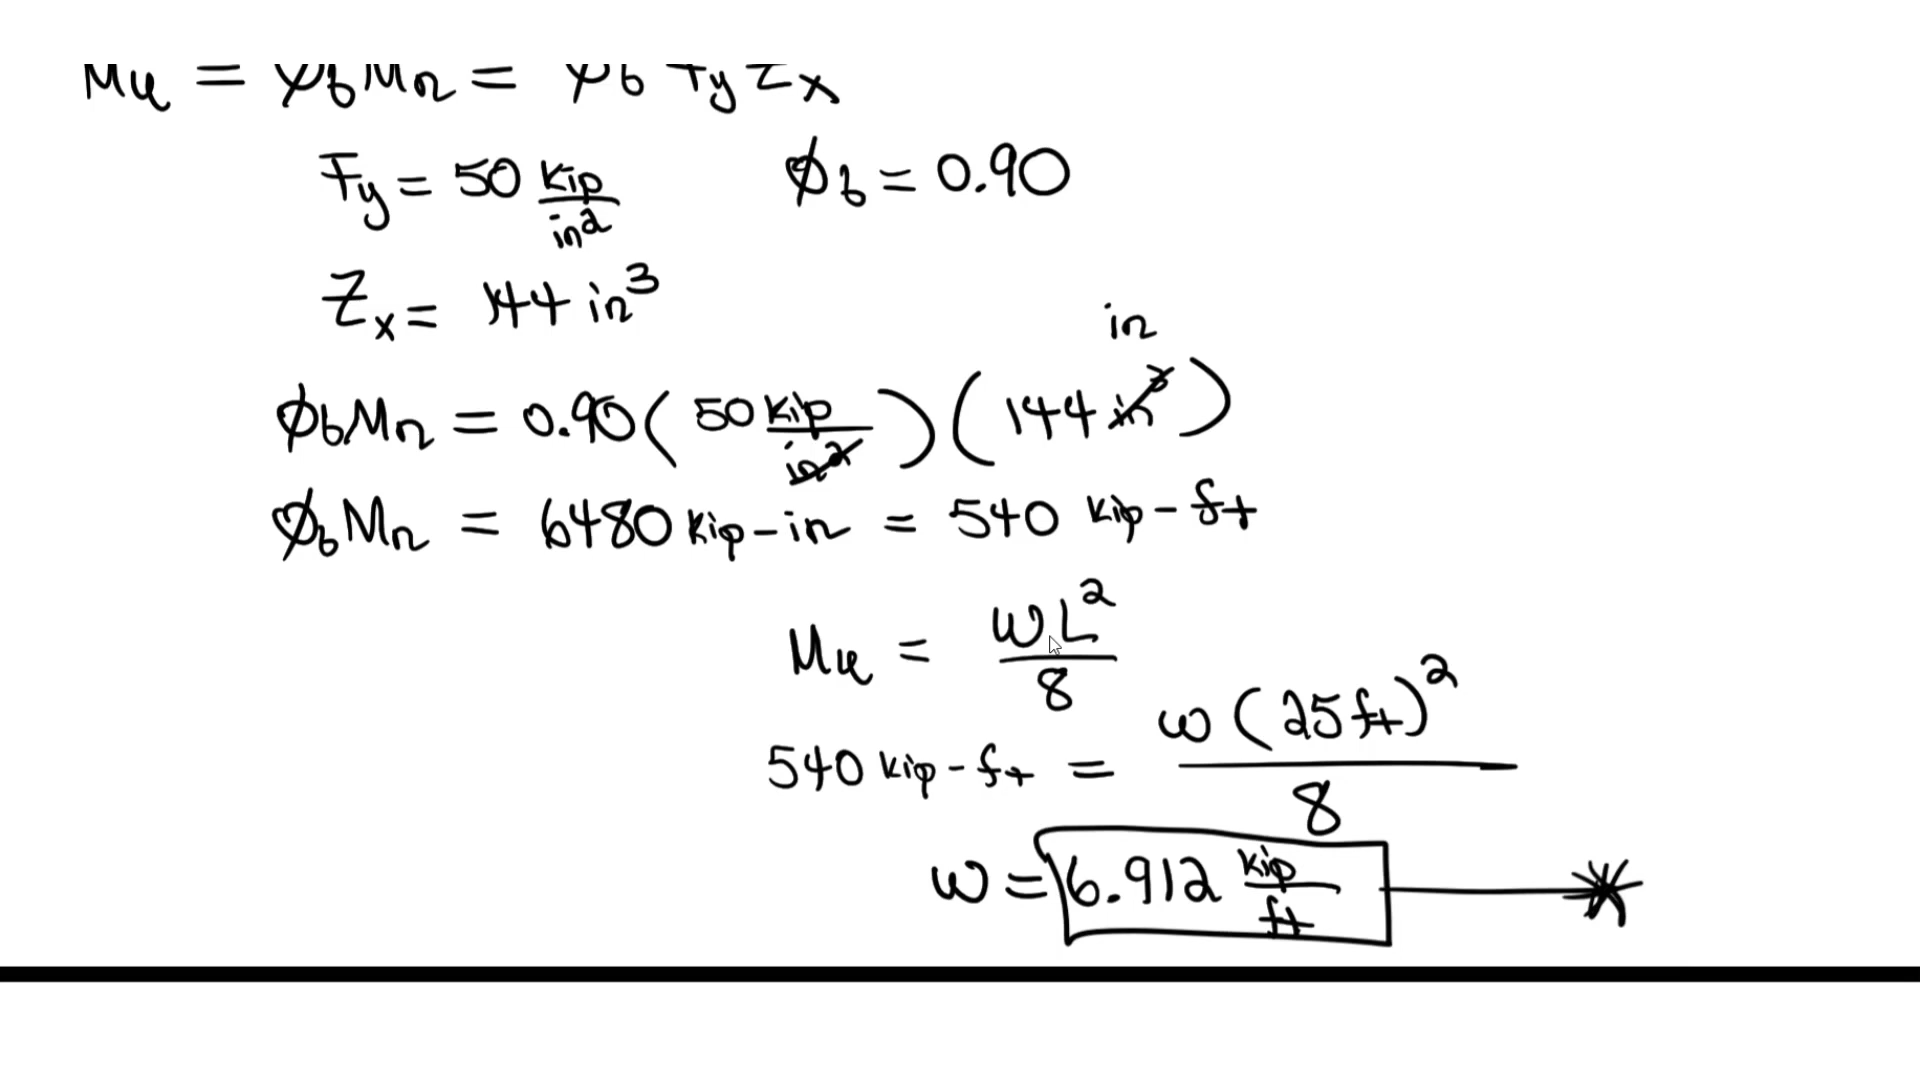 Mu = ϕbMn = ϕb Fy Zx
Fy = 50 kip/in² ϕb = 0.90
Zx = 144 in³
in
ϕbMn = 0.90 (50 kip/in²) (144 in³)
ϕbMn = 6480 kip-in = 540 kip-ft
Mu = ωL²/8
540 kip-ft = ω(25 ft)²/8
ω = 6.912 kip/ft